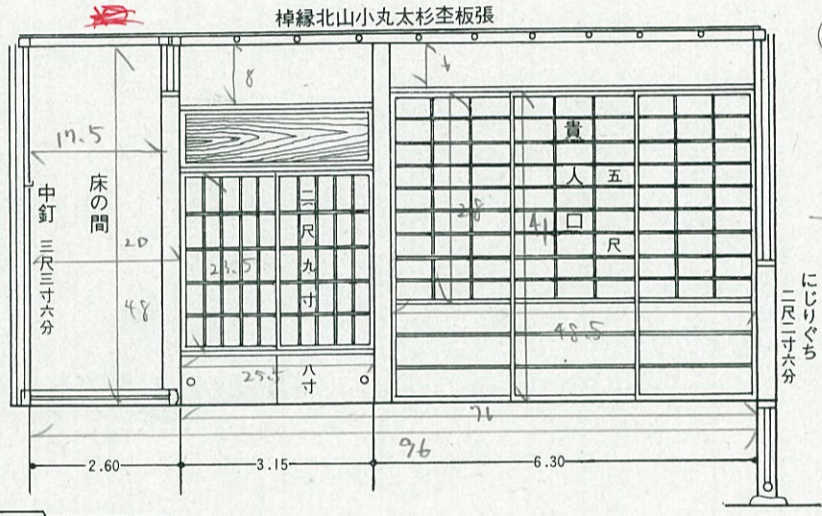 張板杢杉太丸小山北縁棹
8
17.5
床の間
中釘 三尺三寸六分
20
48
二尺九寸
23.5
八寸
25.5
貴人口
五尺
28
41
48.5
にじりぐち
二尺二寸六分
96
2.60
3.15
6.30